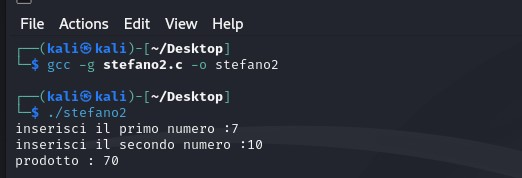 File Actions Edit View Help
┌──(kali㉿kali)-[~/Desktop]
└─$ gcc -g stefano2.c -o stefano2
┌──(kali㉿kali)-[~/Desktop]
└─$ ./stefano2
inserisci il primo numero :7
inserisci il secondo numero :10
prodotto : 70